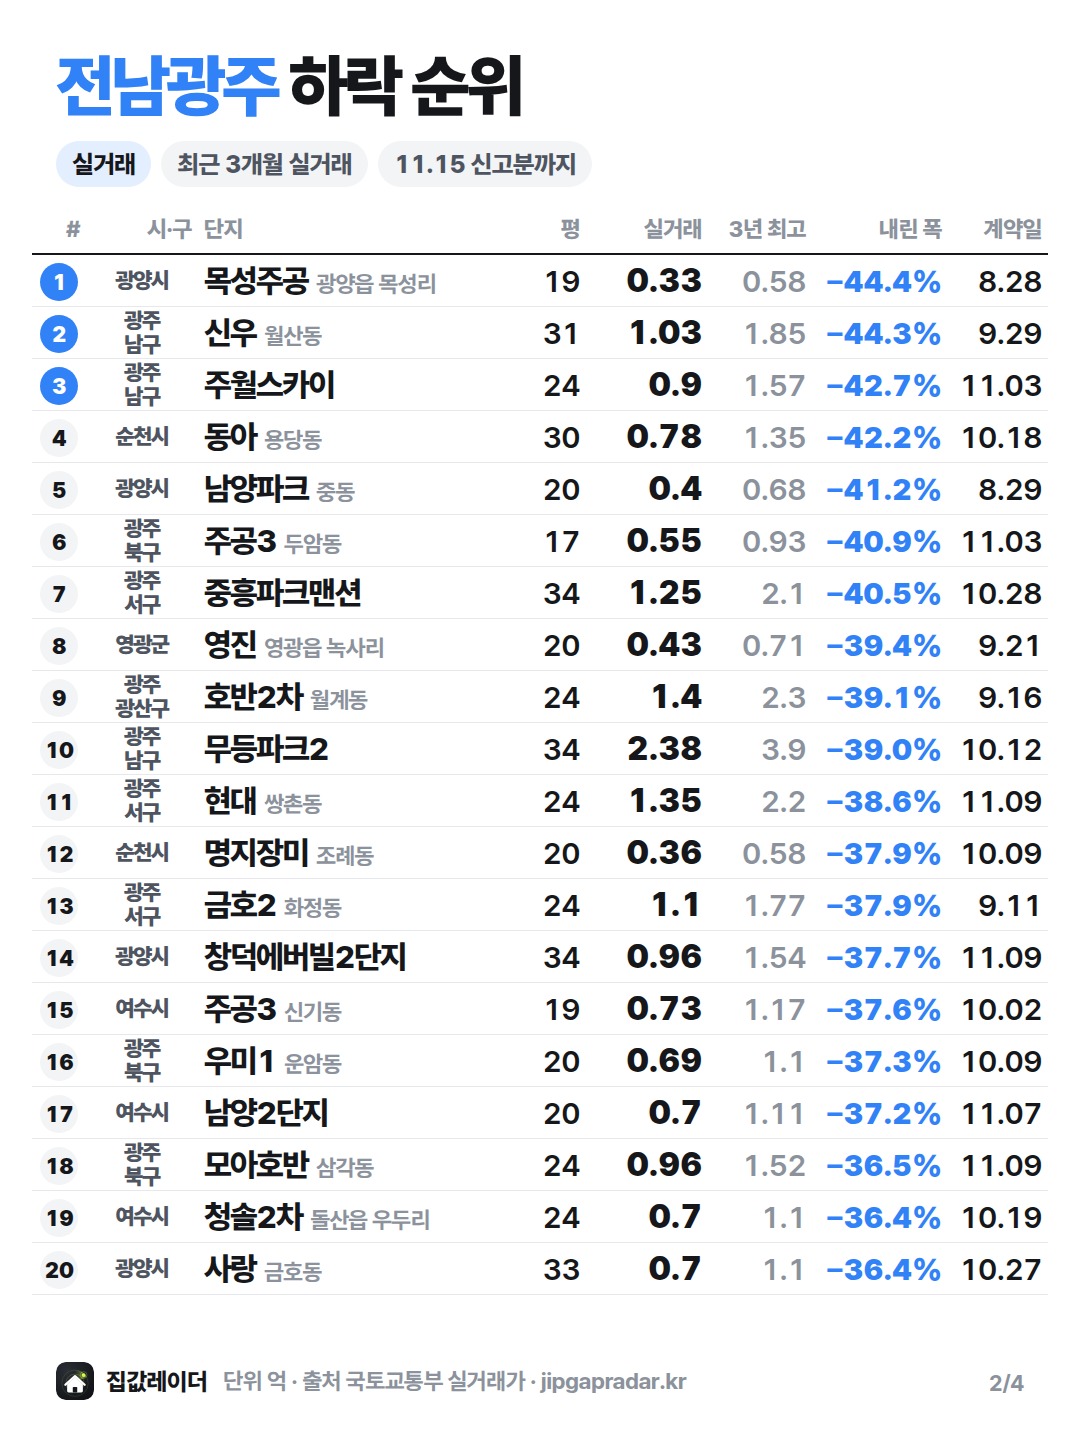 전남광주 하락 순위
실거래 최근 3개월 실거래 11.15 신고분까지
# 시·구 단지 평 실거래 3년 최고 내린 폭 계약일
1 광양시 목성주공 광양읍 목성리 19 0.33 0.58 −44.4% 8.28
2 광주 남구 신우 월산동 31 1.03 1.85 −44.3% 9.29
3 광주 남구 주월스카이 24 0.9 1.57 −42.7% 11.03
4 순천시 동아 용당동 30 0.78 1.35 −42.2% 10.18
5 광양시 남양파크 중동 20 0.4 0.68 −41.2% 8.29
6 광주 북구 주공3 두암동 17 0.55 0.93 −40.9% 11.03
7 광주 서구 중흥파크맨션 34 1.25 2.1 −40.5% 10.28
8 영광군 영진 영광읍 녹사리 20 0.43 0.71 −39.4% 9.21
9 광주 광산구 호반2차 월계동 24 1.4 2.3 −39.1% 9.16
10 광주 남구 무등파크2 34 2.38 3.9 −39.0% 10.12
11 광주 서구 현대 쌍촌동 24 1.35 2.2 −38.6% 11.09
12 순천시 명지장미 조례동 20 0.36 0.58 −37.9% 10.09
13 광주 서구 금호2 화정동 24 1.1 1.77 −37.9% 9.11
14 광양시 창덕에버빌2단지 34 0.96 1.54 −37.7% 11.09
15 여수시 주공3 신기동 19 0.73 1.17 −37.6% 10.02
16 광주 북구 우미1 운암동 20 0.69 1.1 −37.3% 10.09
17 여수시 남양2단지 20 0.7 1.11 −37.2% 11.07
18 광주 북구 모아호반 삼각동 24 0.96 1.52 −36.5% 11.09
19 여수시 청솔2차 돌산읍 우두리 24 0.7 1.1 −36.4% 10.19
20 광양시 사랑 금호동 33 0.7 1.1 −36.4% 10.27
집값레이더 단위 억 · 출처 국토교통부 실거래가 · jipgapradar.kr 2/4